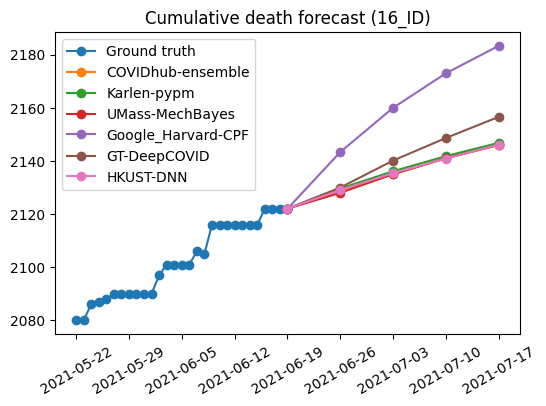 Cumulative death forecast (16_ID)
Ground truth
COVIDhub-ensemble
Karlen-pypm
UMass-MechBayes
Google_Harvard-CPF
GT-DeepCOVID
HKUST-DNN
2180
2160
2140
2120
2100
2080
2021-05-22
2021-05-29
2021-06-05
2021-06-12
2021-06-19
2021-06-26
2021-07-03
2021-07-10
2021-07-17